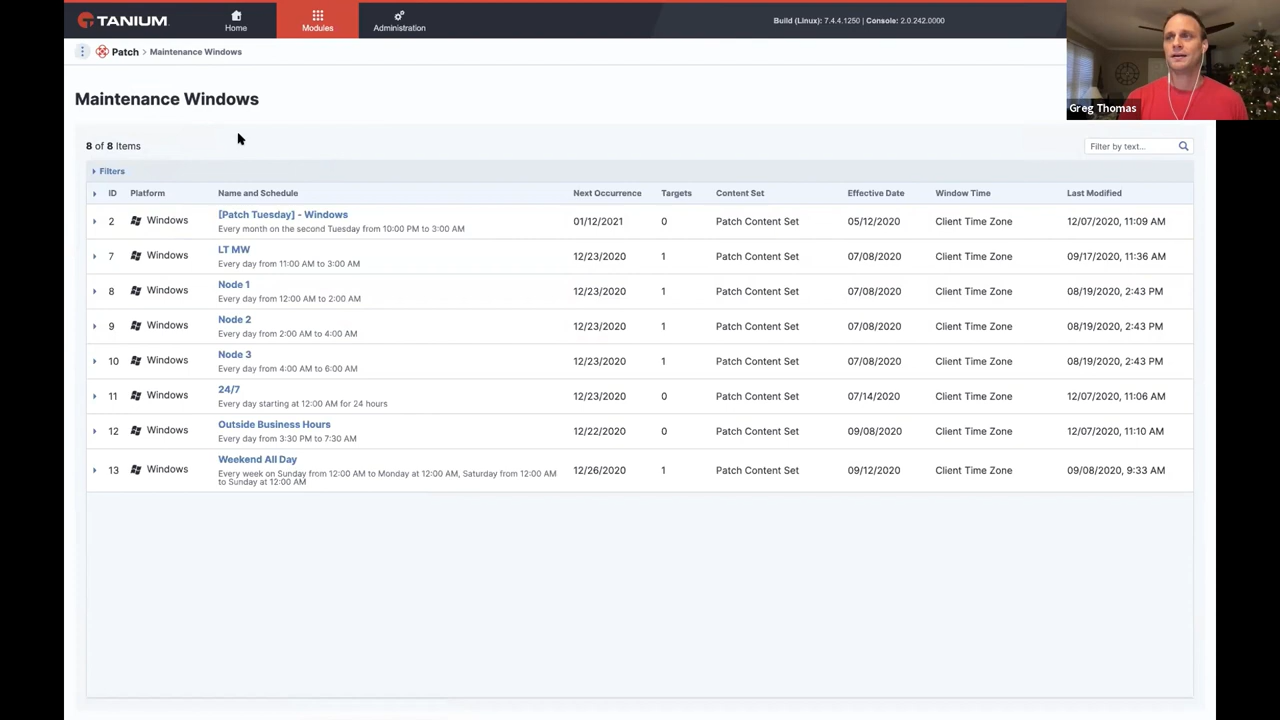 TANIUM
Home
Modules
Administration
Build (Linux): 7.4.4.1250 | Console: 2.0.242.0000
Patch > Maintenance Windows
Greg Thomas
Maintenance Windows
8 of 8 Items
Filter by text...
Filters
ID Platform Name and Schedule Next Occurrence Targets Content Set Effective Date Window Time Last Modified
2 Windows [Patch Tuesday] - Windows 01/12/2021 0 Patch Content Set 05/12/2020 Client Time Zone 12/07/2020, 11:09 AM
Every month on the second Tuesday from 10:00 PM to 3:00 AM
7 Windows LT MW 12/23/2020 1 Patch Content Set 07/08/2020 Client Time Zone 09/17/2020, 11:36 AM
Every day from 11:00 AM to 3:00 AM
8 Windows Node 1 12/23/2020 1 Patch Content Set 07/08/2020 Client Time Zone 08/19/2020, 2:43 PM
Every day from 12:00 AM to 2:00 AM
9 Windows Node 2 12/23/2020 1 Patch Content Set 07/08/2020 Client Time Zone 08/19/2020, 2:43 PM
Every day from 2:00 AM to 4:00 AM
10 Windows Node 3 12/23/2020 1 Patch Content Set 07/08/2020 Client Time Zone 08/19/2020, 2:43 PM
Every day from 4:00 AM to 6:00 AM
11 Windows 24/7 12/23/2020 0 Patch Content Set 07/14/2020 Client Time Zone 12/07/2020, 11:06 AM
Every day starting at 12:00 AM for 24 hours
12 Windows Outside Business Hours 12/22/2020 0 Patch Content Set 09/08/2020 Client Time Zone 12/07/2020, 11:10 AM
Every day from 3:30 PM to 7:30 AM
13 Windows Weekend All Day 12/26/2020 1 Patch Content Set 09/12/2020 Client Time Zone 09/08/2020, 9:33 AM
Every week on Sunday from 12:00 AM to Monday at 12:00 AM, Saturday from 12:00 AM
to Sunday at 12:00 AM